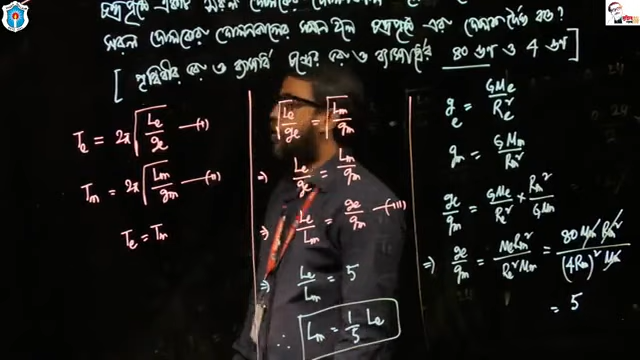 সরল দোলকের দোলনকালের সমান হলে চন্দ্রপৃষ্ঠে এর দৈর্ঘ্য কত?
[ পৃথিবীর ভর ও ব্যাসার্ধ চন্দ্রের ভর ও ব্যাসার্ধের 80 গুণ ও 4 গুণ ]
Te = 2π√(Le/ge) —(i)
Tm = 2π√(Lm/gm) —(ii)
Te = Tm
√(Le/ge) = √(Lm/gm)
⇒ Le/ge = Lm/gm
⇒ Le/Lm = ge/gm —(iii)
⇒ Le/Lm = 5
∴ Lm = 1/5 Le
ge = GMe/Re²
gm = GMm/Rm²
ge/gm = GMe/Re² × Rm²/GMm
⇒ ge/gm = MeRm²/Re²Mm = 80 Mm Rm²/(4Rm)² Mm
= 5